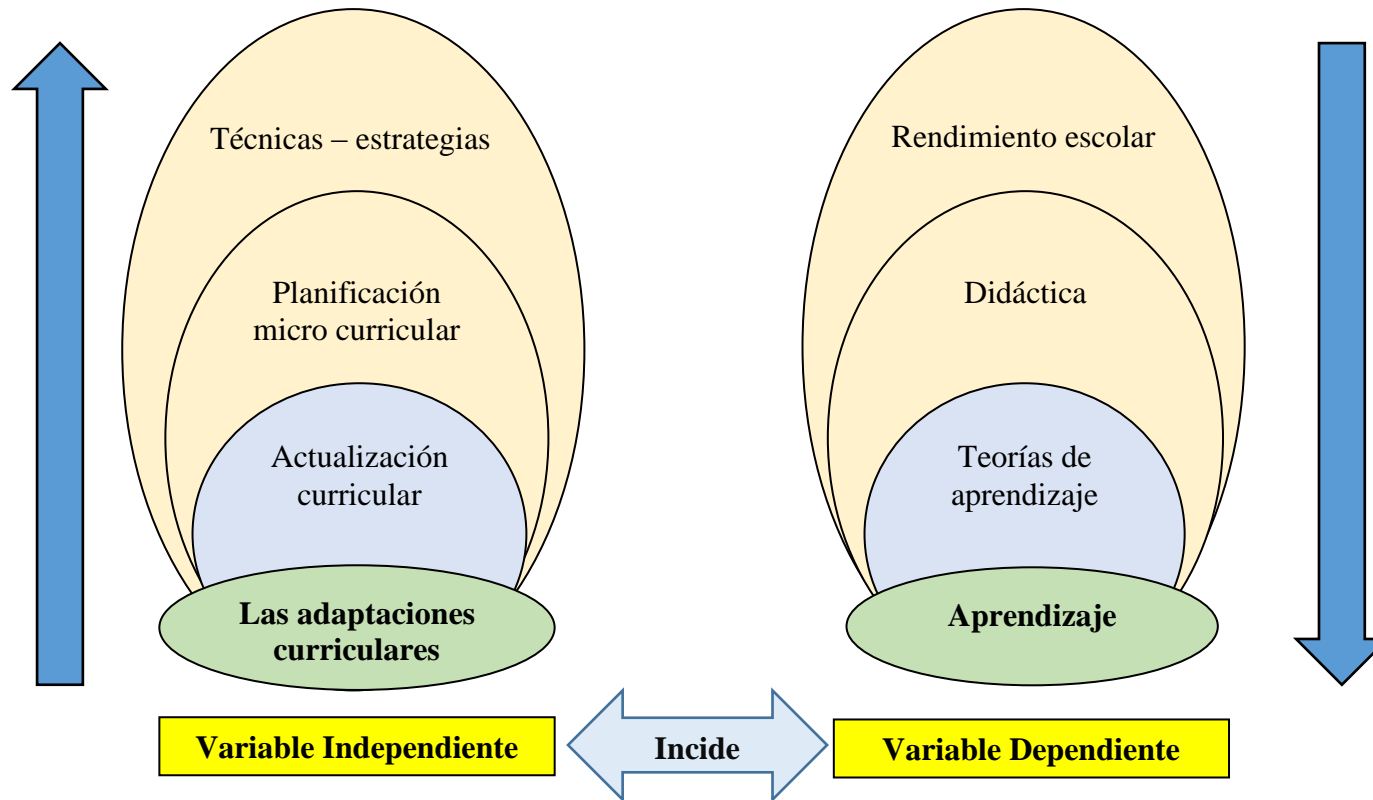 Técnicas – estrategias
Planificación
micro curricular
Actualización
curricular
Las adaptaciones
curriculares
Variable Independiente
Incide
Rendimiento escolar
Didáctica
Teorías de
aprendizaje
Aprendizaje
Variable Dependiente